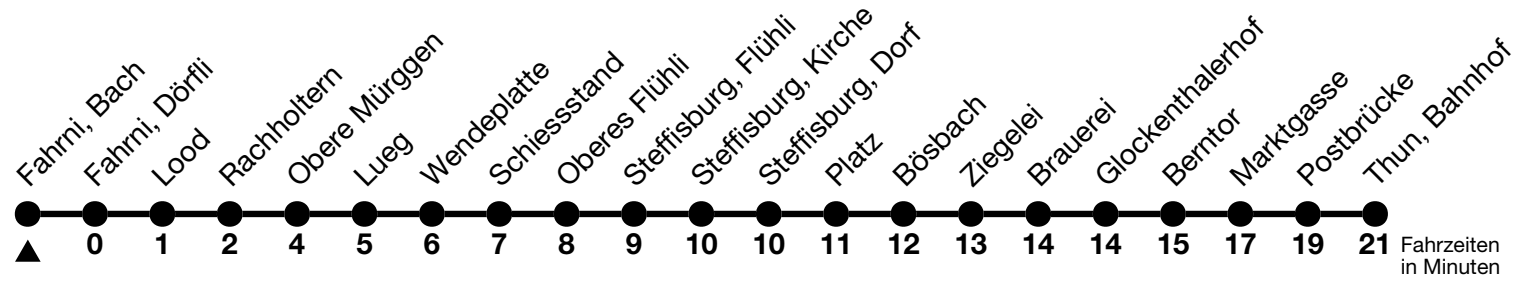 Fahrni, Bach
Fahrni, Dörfli
Lood
Rachholtern
Obere Mürggen
Lueg
Wendeplatte
Schiessstand
Oberes Flühli
Steffisburg, Flühli
Steffisburg, Kirche
Steffisburg, Dorf
Platz
Bösbach
Ziegelei
Brauerei
Glockenthalerhof
Berntor
Marktgasse
Postbrücke
Thun, Bahnhof
0 1 2 4 5 6 7 8 9 10 10 11 12 13 14 14 15 17 19 21
Fahrzeiten
in Minuten